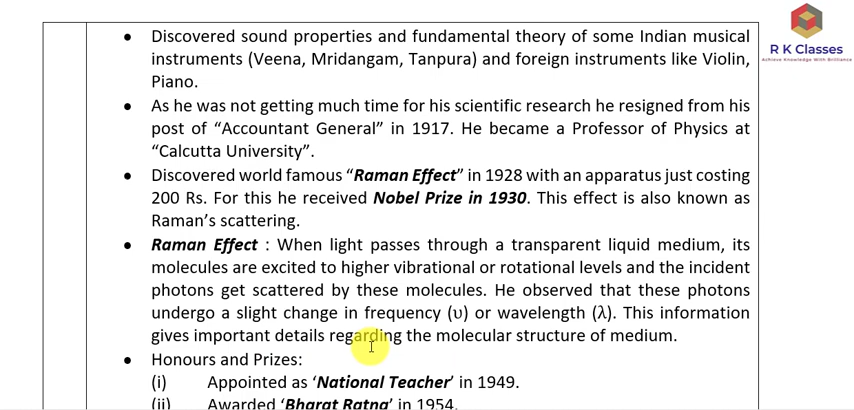 R K Classes
Achieve Knowledge With Brilliance
• Discovered sound properties and fundamental theory of some Indian musical
instruments (Veena, Mridangam, Tanpura) and foreign instruments like Violin,
Piano.
• As he was not getting much time for his scientific research he resigned from his
post of “Accountant General” in 1917. He became a Professor of Physics at
“Calcutta University”.
• Discovered world famous “Raman Effect” in 1928 with an apparatus just costing
200 Rs. For this he received Nobel Prize in 1930. This effect is also known as
Raman’s scattering.
• Raman Effect : When light passes through a transparent liquid medium, its
molecules are excited to higher vibrational or rotational levels and the incident
photons get scattered by these molecules. He observed that these photons
undergo a slight change in frequency (υ) or wavelength (λ). This information
gives important details regarding the molecular structure of medium.
• Honours and Prizes:
(i) Appointed as ‘National Teacher’ in 1949.
(ii) Awarded ‘Bharat Ratna’ in 1954.